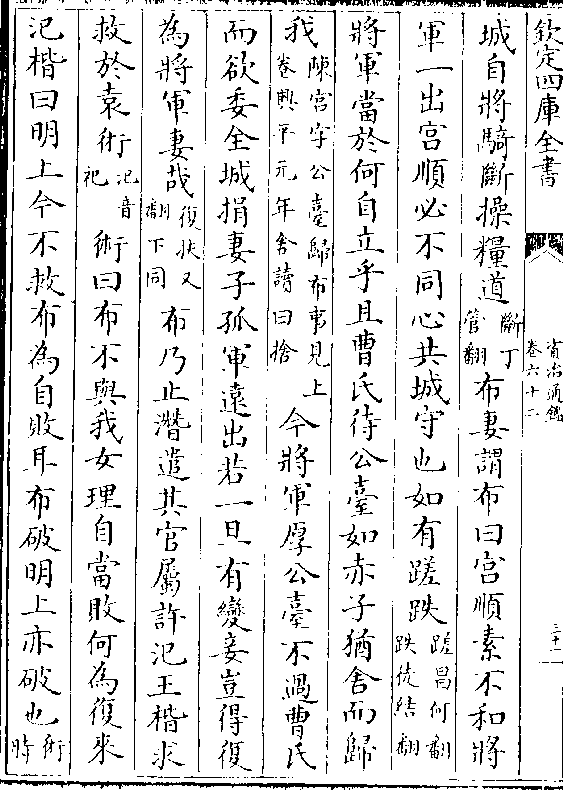 欽定四庫全書
資治通鑑
卷六十二
三十二
城自將騎斷操糧道斷丁管翻布妻謂布曰宫順素不和將
軍一出宫順必不同心共城守也如有蹉跌蹉昌何翻跌徒結翻
將軍當於何自立乎且曹氏待公臺如赤子猶舍而歸
我陳宫字公臺歸布事見上卷興平元年舍讀曰捨今將軍厚公臺不過曹氏
而欲委全城捐妻子孤軍遠出若一旦有變妾豈得復
為將軍妻哉復扶又翻下同布乃止潛遣其官屬許汜王楷求
救於袁術汜音祀術曰布不與我女理自當敗何為復來
汜楷曰明上今不救布為自敗耳布破明上亦破也術時